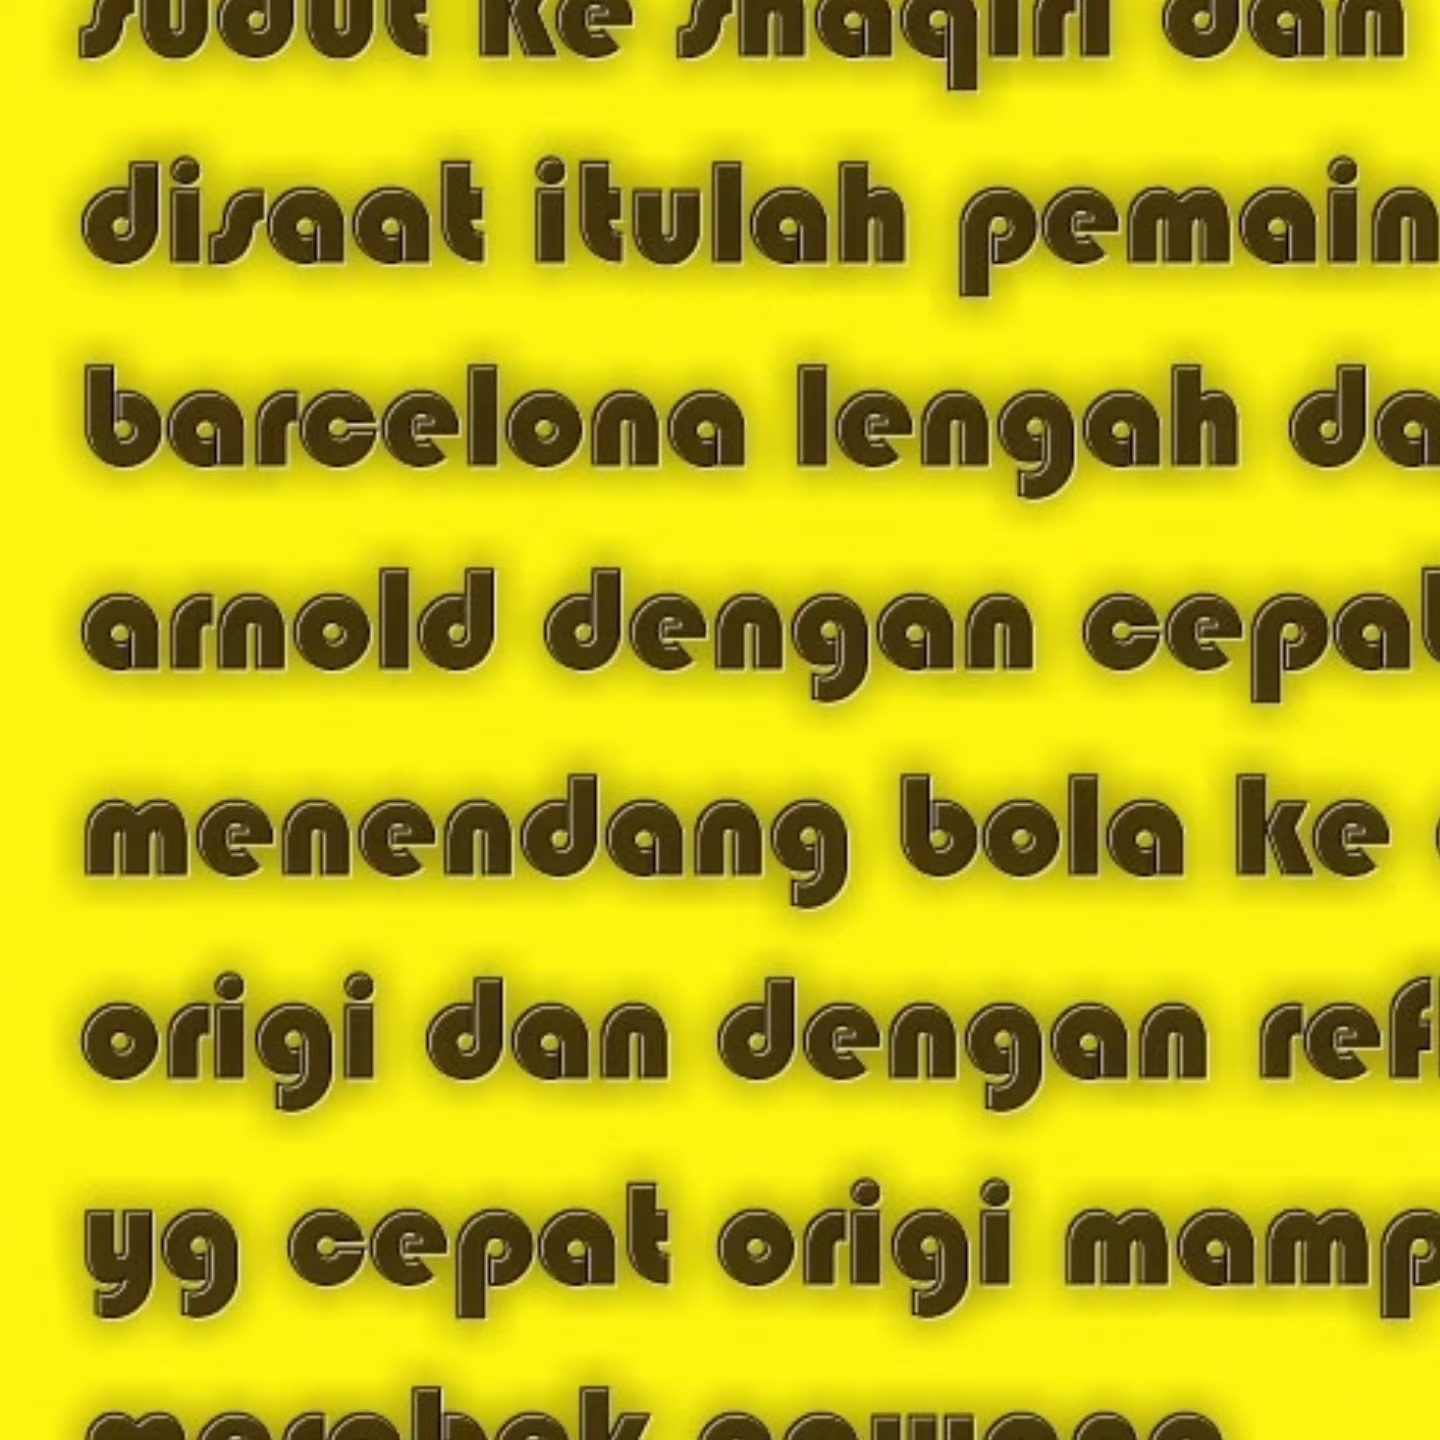 sudut ke shaqiri dan
disaat itulah pemain
barcelona lengah da
arnold dengan cepat
menendang bola ke
origi dan dengan ref
yg cepat origi mamp